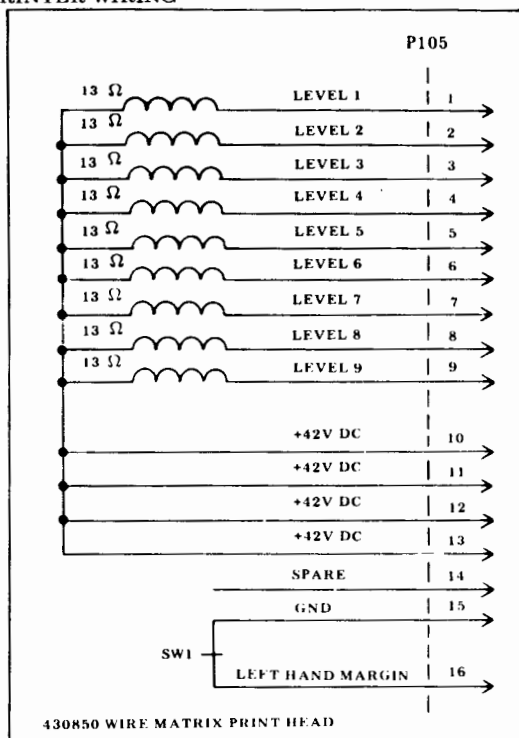 RINTER WIRING
P105
13 Ω LEVEL 1 1
13 Ω LEVEL 2 2
13 Ω LEVEL 3 3
13 Ω LEVEL 4 4
13 Ω LEVEL 5 5
13 Ω LEVEL 6 6
13 Ω LEVEL 7 7
13 Ω LEVEL 8 8
13 Ω LEVEL 9 9
+42V DC 10
+42V DC 11
+42V DC 12
+42V DC 13
SPARE 14
GND 15
SW1
LEFT HAND MARGIN 16
430850 WIRE MATRIX PRINT HEAD